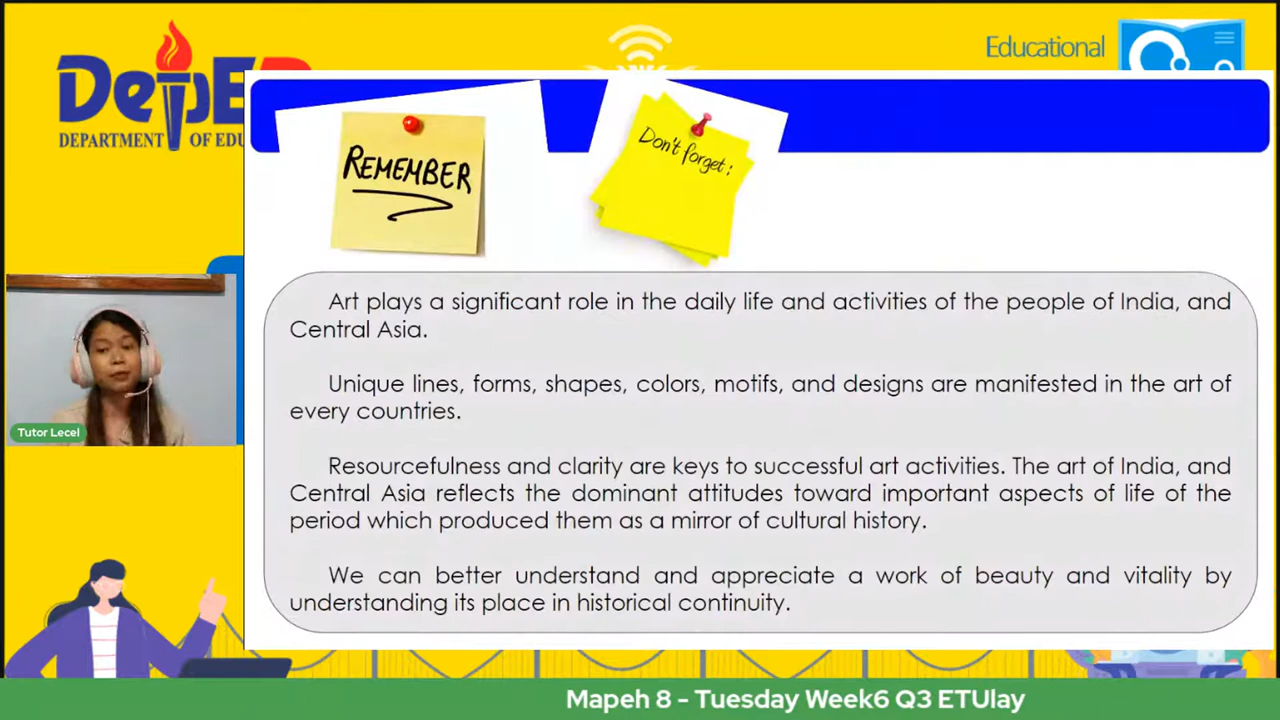 DepED
DEPARTMENT OF EDU
Educational
REMEMBER
Don't forget:
Art plays a significant role in the daily life and activities of the people of India, and
Central Asia.
Unique lines, forms, shapes, colors, motifs, and designs are manifested in the art of
every countries.
Resourcefulness and clarity are keys to successful art activities. The art of India, and
Central Asia reflects the dominant attitudes toward important aspects of life of the
period which produced them as a mirror of cultural history.
We can better understand and appreciate a work of beauty and vitality by
understanding its place in historical continuity.
Tutor Lecel
Mapeh 8 - Tuesday Week6 Q3 ETUlay